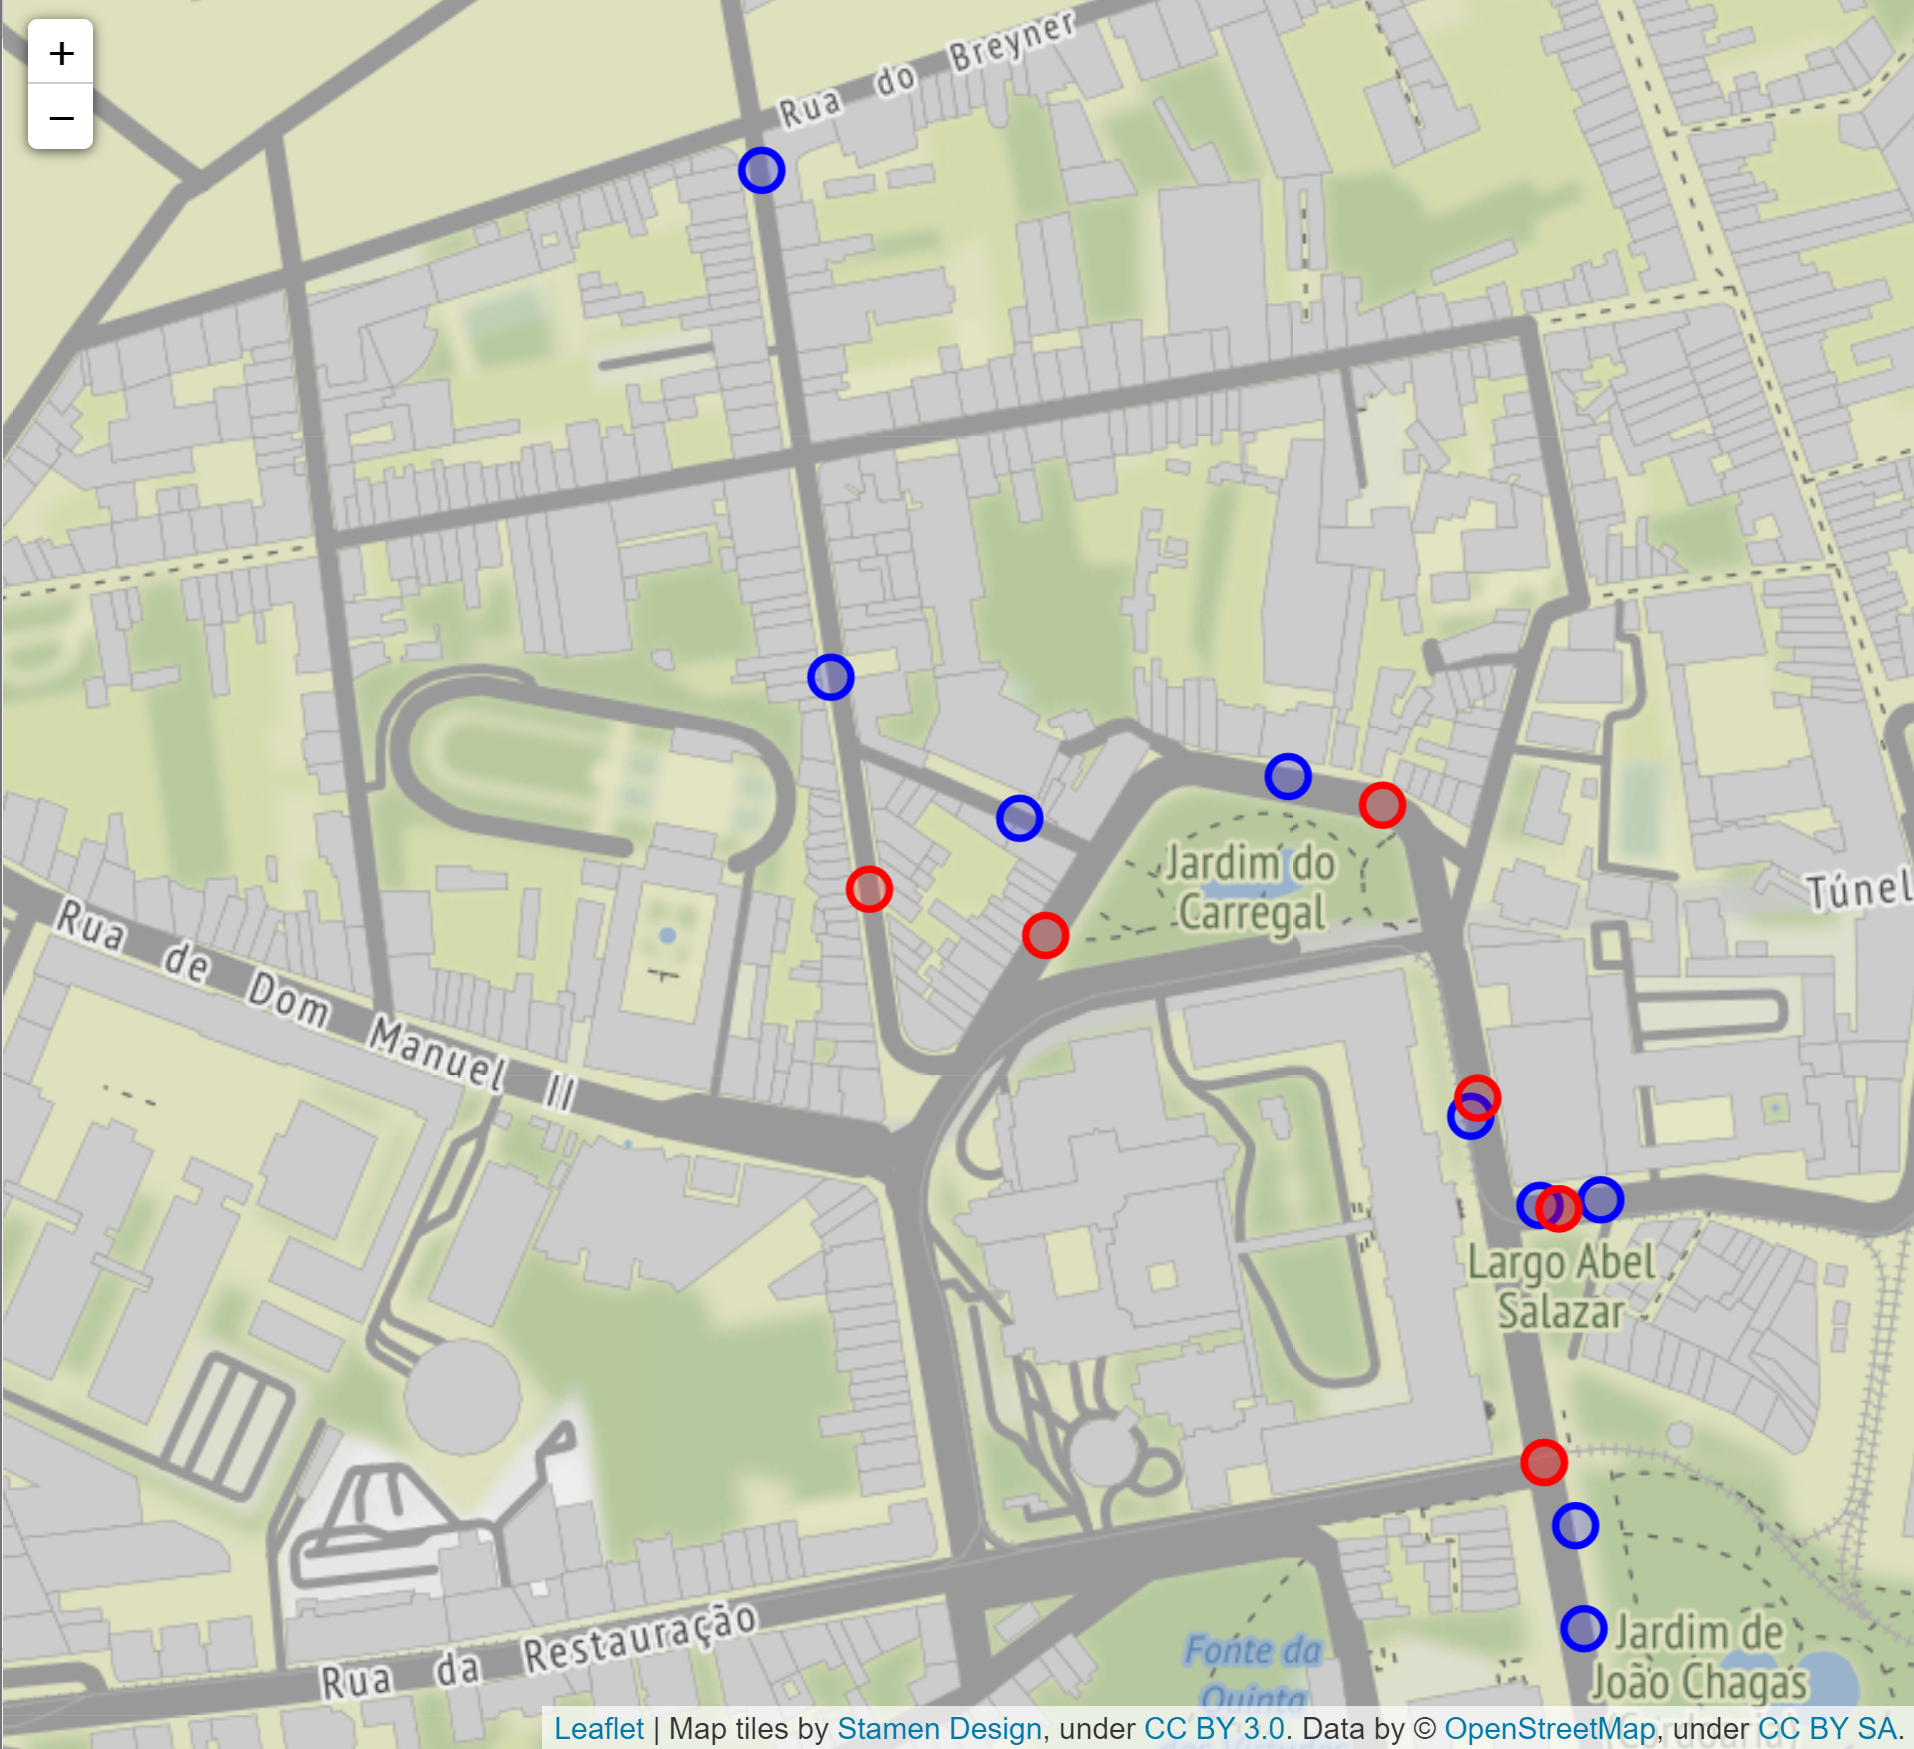 +
−
Rua do Breyner
Jardim do
Carregal
Túnel
Rua de Dom Manuel II
Largo Abel
Salazar
Rua da Restauração
Fonte da
Quinta
Jardim de
João Chagas
Leaflet | Map tiles by Stamen Design, under CC BY 3.0. Data by © OpenStreetMap, under CC BY SA.